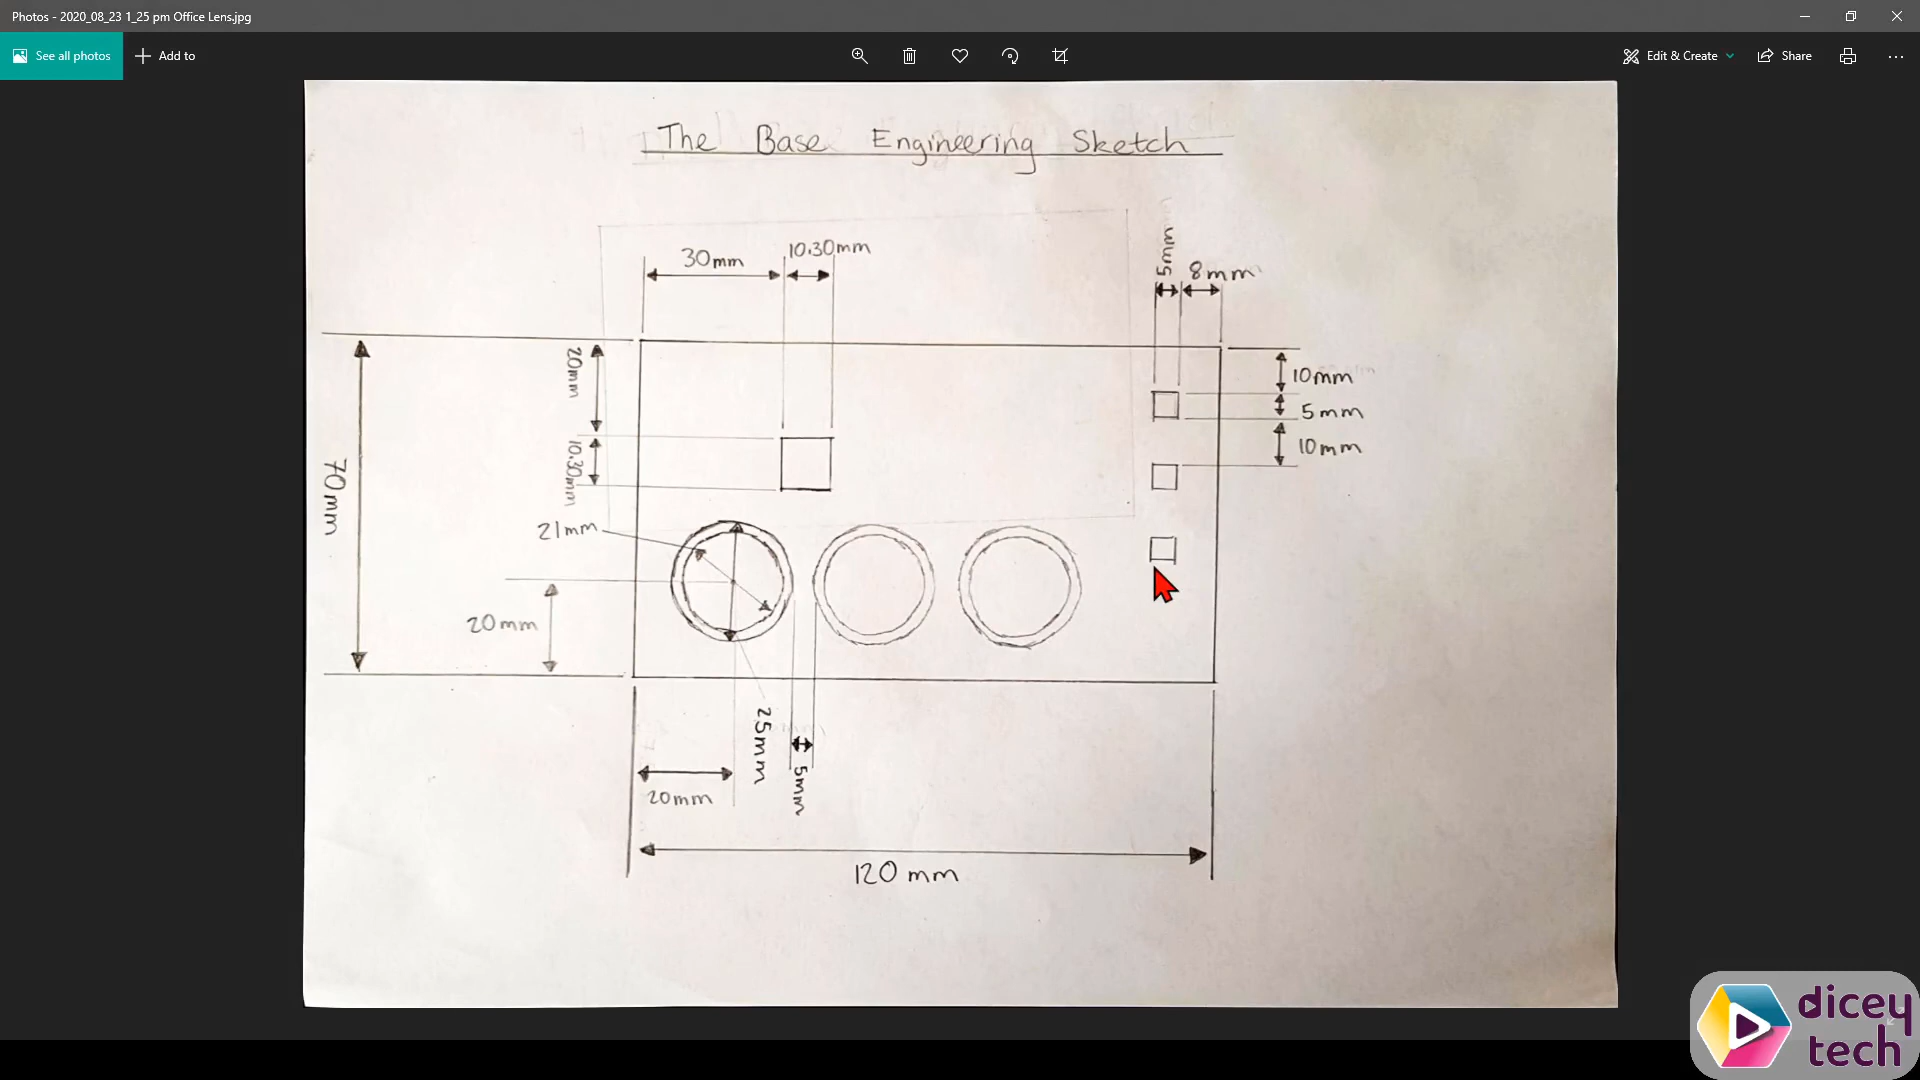 Photos - 2020_08_23 1_25 pm Office Lens.jpg
See all photos
Add to
Edit & Create
Share
The Base Engineering Sketch
30mm
10.30mm
5mm
8mm
20mm
10mm
5mm
10mm
10.30mm
70mm
21mm
20mm
25mm
5mm
20mm
120mm
dicey
tech